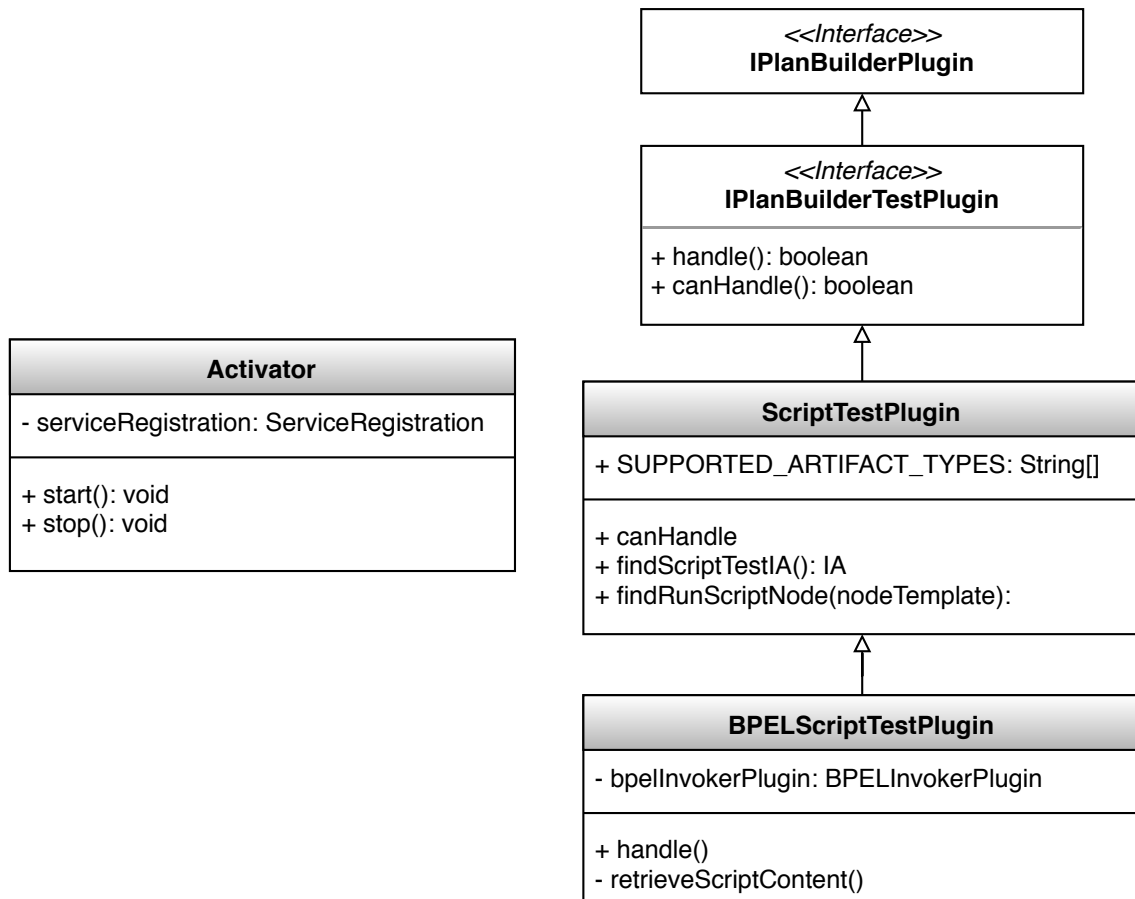 <<Interface>>
IPlanBuilderPlugin
<<Interface>>
IPlanBuilderTestPlugin
+ handle(): boolean
+ canHandle(): boolean
Activator
- serviceRegistration: ServiceRegistration
+ start(): void
+ stop(): void
ScriptTestPlugin
+ SUPPORTED_ARTIFACT_TYPES: String[]
+ canHandle
+ findScriptTestIA(): IA
+ findRunScriptNode(nodeTemplate):
BPELScriptTestPlugin
- bpelInvokerPlugin: BPELInvokerPlugin
+ handle()
- retrieveScriptContent()